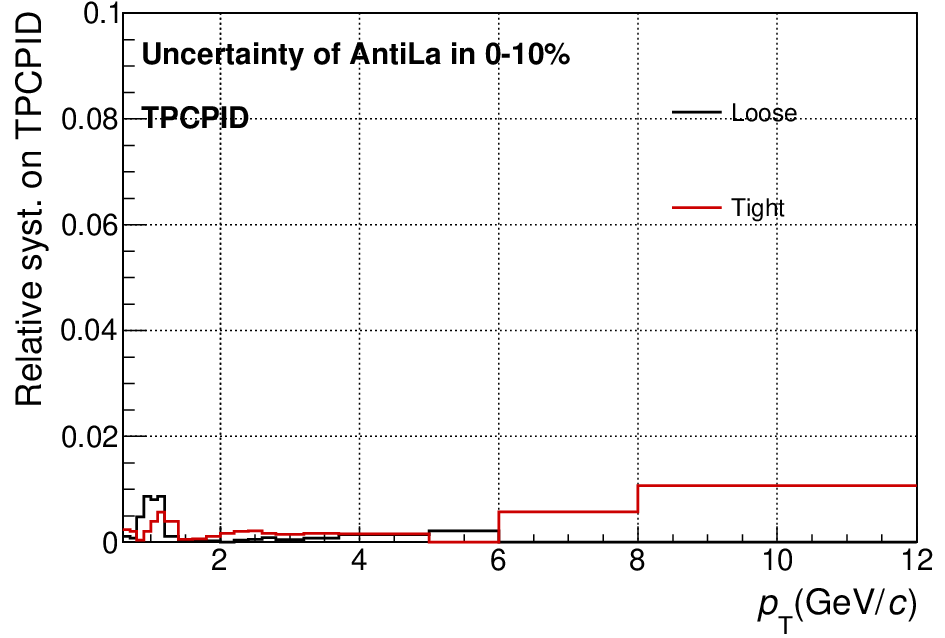 Relative syst. on TPCPID
0.1
0.08
0.06
0.04
0.02
0
Uncertainty of AntiLa in 0-10%
TPCPID
Loose
Tight
2 4 6 8 10 12
pT(GeV/c)